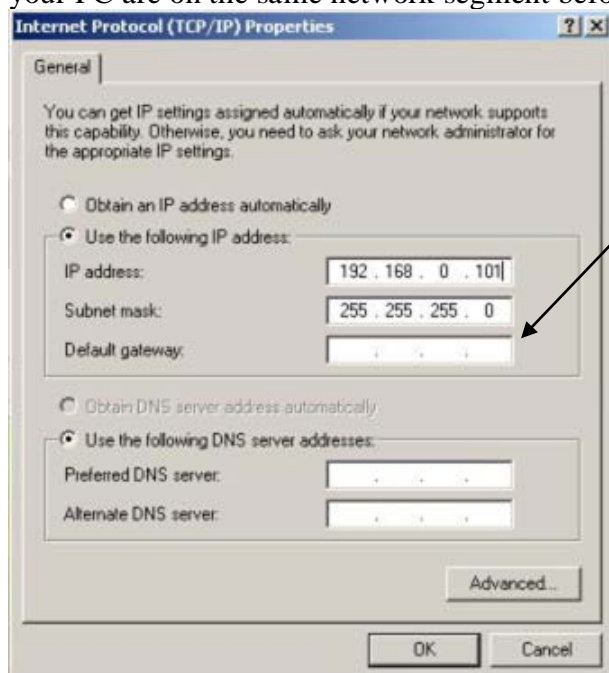 your PC are on the same network segment before
Internet Protocol (TCP/IP) Properties
General
You can get IP settings assigned automatically if your network supports
this capability. Otherwise, you need to ask your network administrator for
the appropriate IP settings.
Obtain an IP address automatically
Use the following IP address:
IP address: 192 . 168 . 0 . 101
Subnet mask: 255 . 255 . 255 . 0
Default gateway: . . .
Obtain DNS server address automatically
Use the following DNS server addresses:
Preferred DNS server: . . .
Alternate DNS server: . . .
Advanced...
OK Cancel